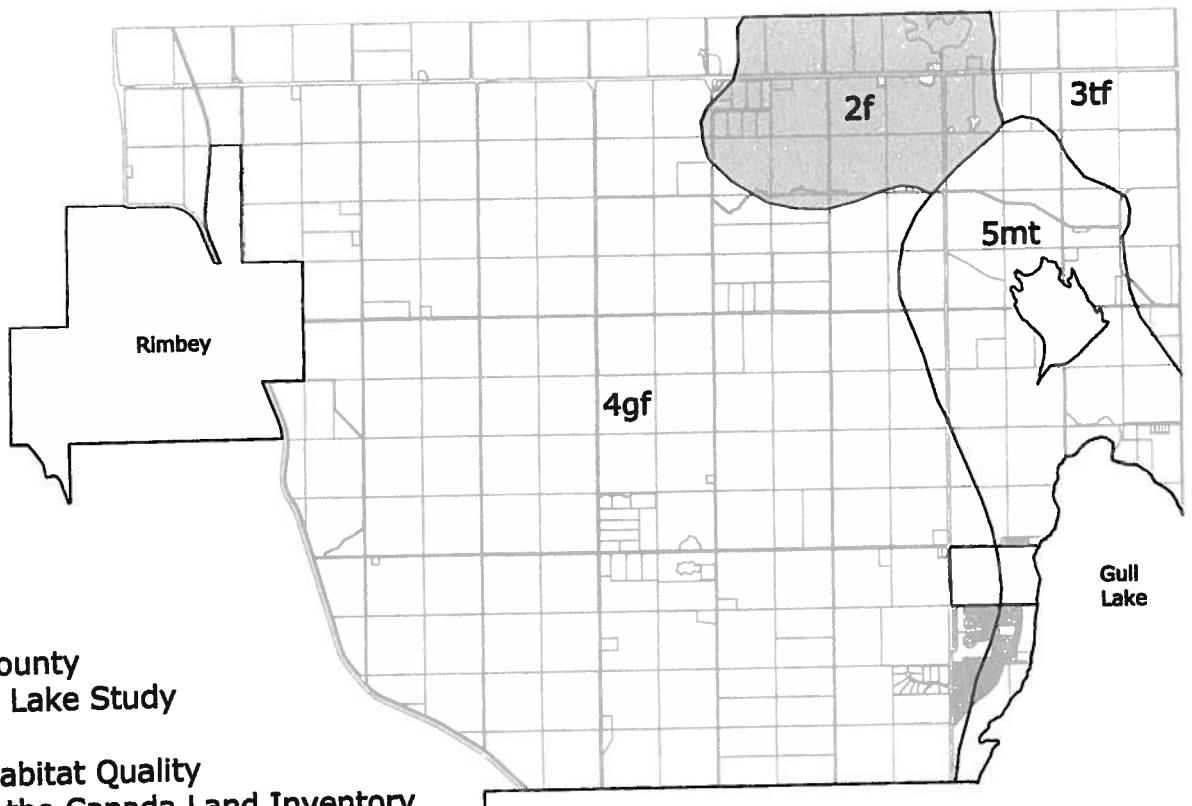 2f
3tf
5mt
Rimbey
4gf
Gull
Lake
ounty
Lake Study
abitat Quality
the Canada Land Inventory